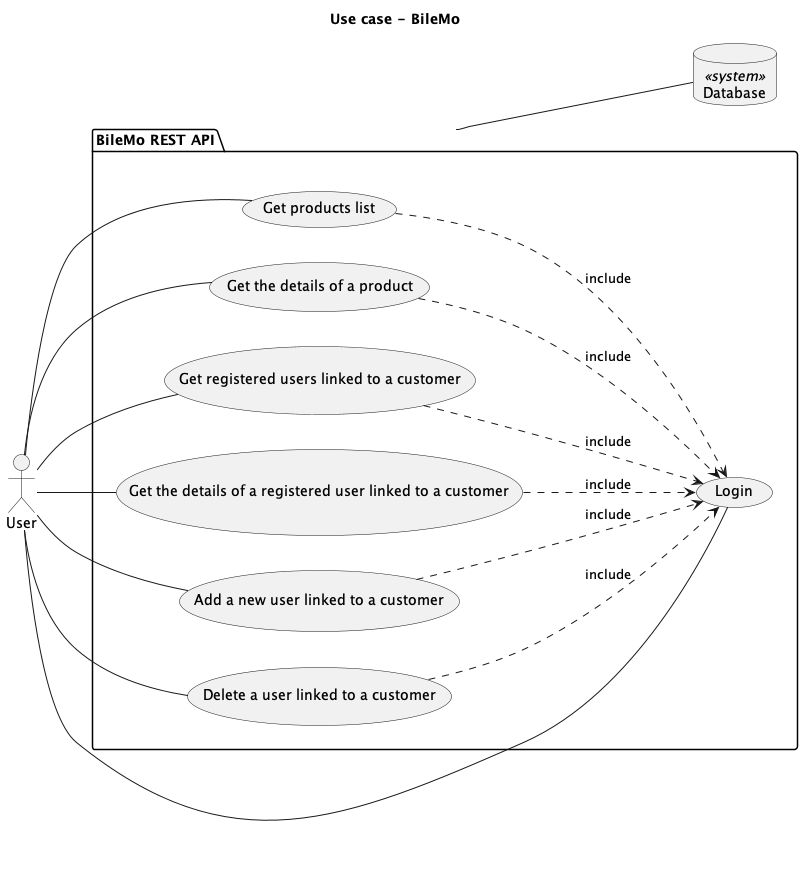 Use case - BileMo
«system»
Database
BileMo REST API
Get products list
include
Get the details of a product
include
Get registered users linked to a customer
include
Get the details of a registered user linked to a customer
include
Login
User
include
Add a new user linked to a customer
include
Delete a user linked to a customer